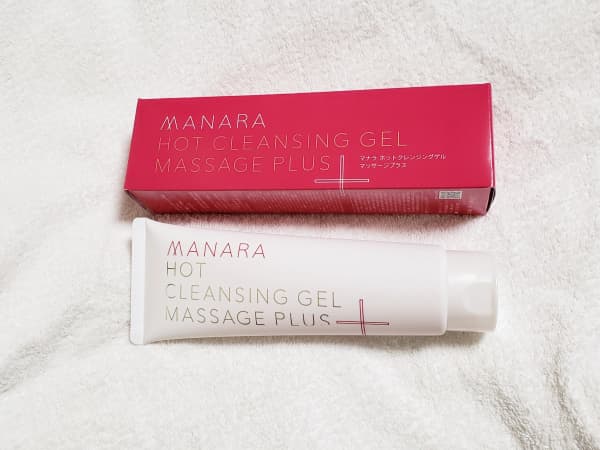 MANARA
HOT CLEANSING GEL
MASSAGE PLUS
マナラ ホットクレンジングゲル
マッサージプラス
MANARA
HOT
CLEANSING GEL
MASSAGE PLUS